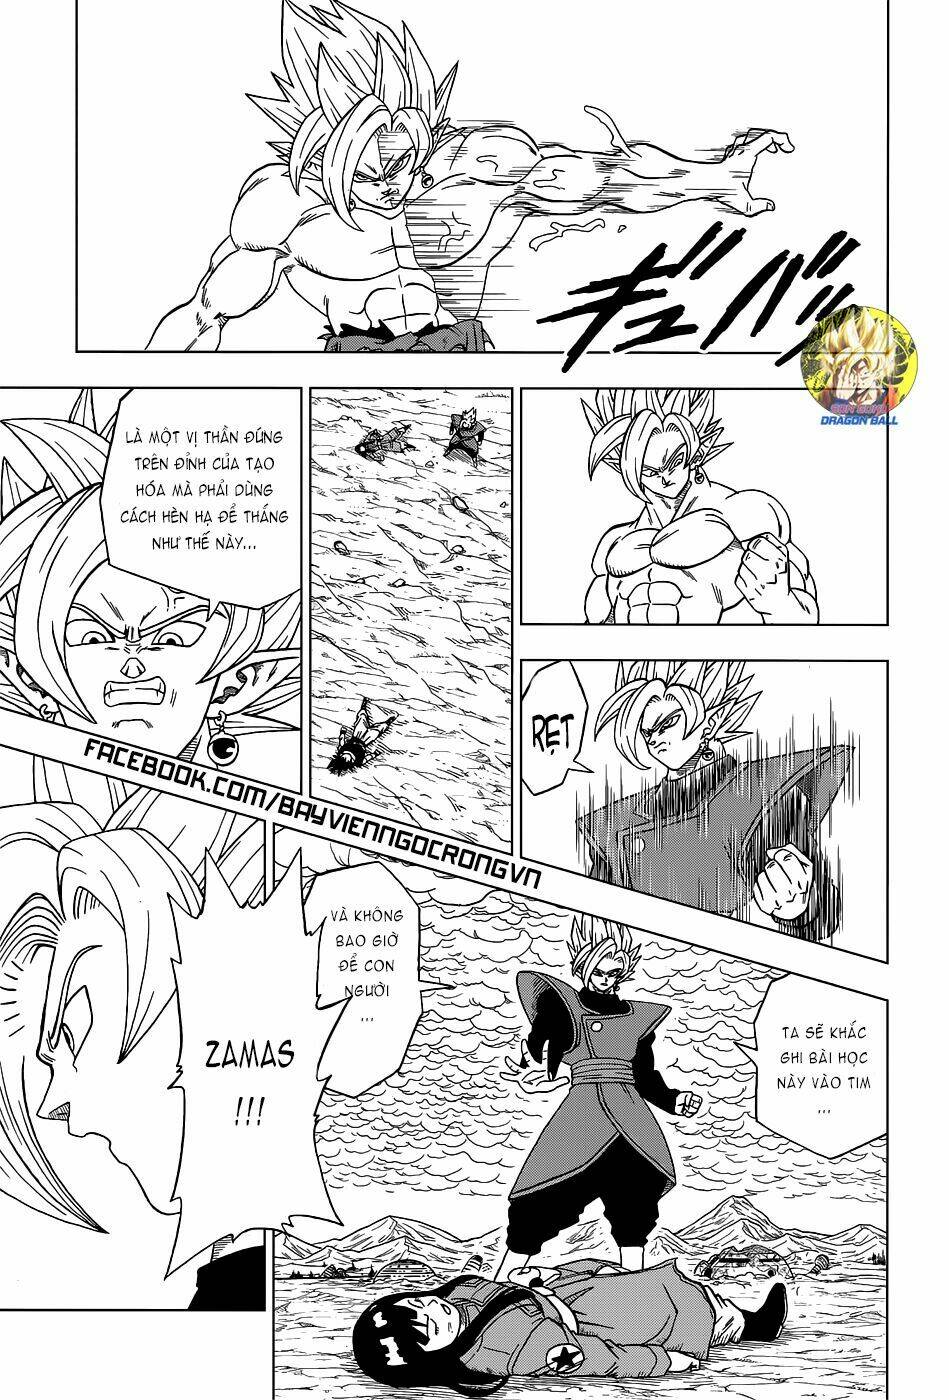 ギュバッ
SON GOKU
DRAGON BALL
LÀ MỘT VỊ THẦN ĐỨNG
TRÊN ĐỈNH CỦA TẠO
HÓA MÀ PHẢI DÙNG
CÁCH HÈN HẠ ĐỂ THẮNG
NHƯ THẾ NÀY...
RẸT
FACEBOOK.COM/BAYVIENNGOCRONGVN
TA SẼ KHẮC
GHI BÀI HỌC
NÀY VÀO TIM
...
VÀ KHÔNG
BAO GIỜ
ĐỂ CON
NGƯỜI
...
ZAMAS
!!!